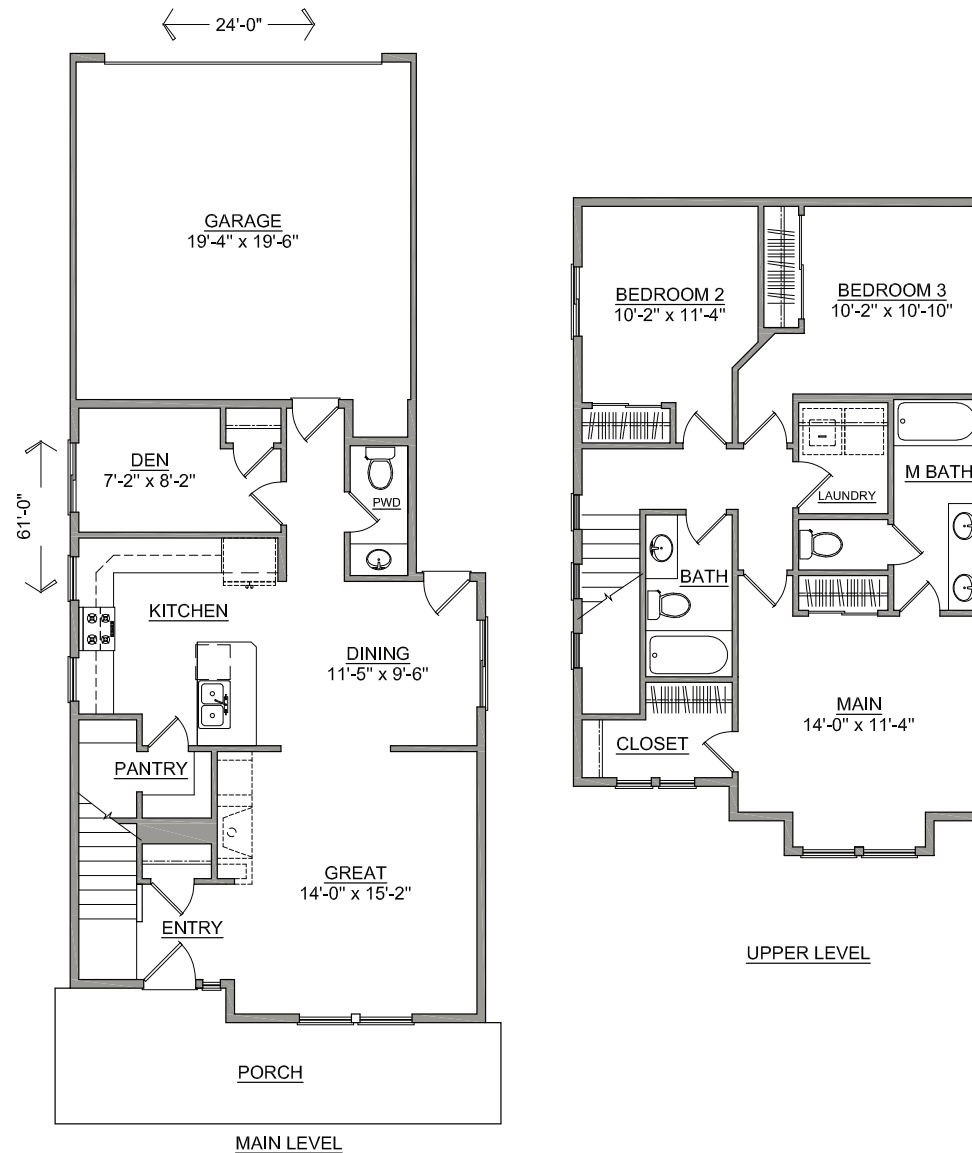 24'-0"
GARAGE
19'-4" x 19'-6"
DEN
7'-2" x 8'-2"
61'-0"
PWD
KITCHEN
DINING
11'-5" x 9'-6"
PANTRY
GREAT
14'-0" x 15'-2"
ENTRY
PORCH
MAIN LEVEL
BEDROOM 2
10'-2" x 11'-4"
BEDROOM 3
10'-2" x 10'-10"
M BATH
LAUNDRY
BATH
MAIN
14'-0" x 11'-4"
CLOSET
UPPER LEVEL